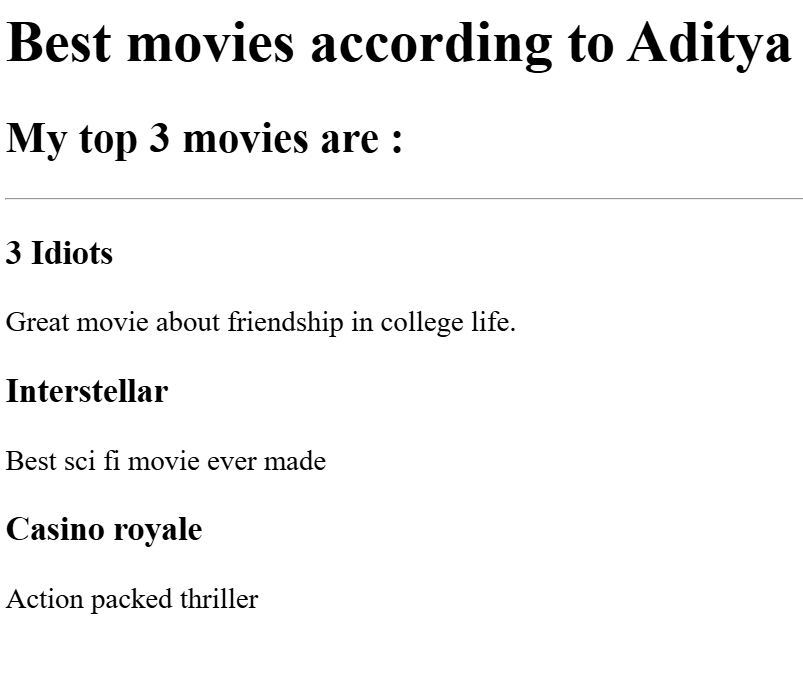 Best movies according to Aditya
My top 3 movies are :
3 Idiots
Great movie about friendship in college life.
Interstellar
Best sci fi movie ever made
Casino royale
Action packed thriller